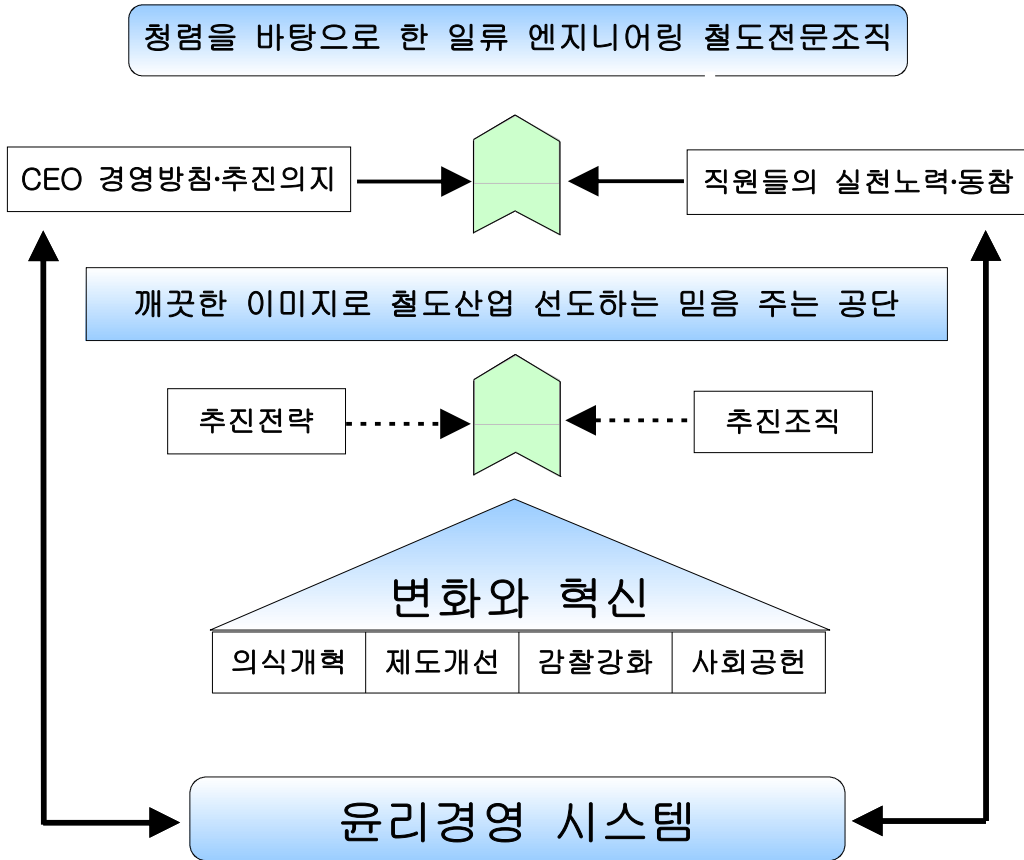 청렴을 바탕으로 한 일류 엔지니어링 철도전문조직
CEO 경영방침·추진의지
직원들의 실천노력·동참
깨끗한 이미지로 철도산업 선도하는 믿음 주는 공단
추진전략
추진조직
변화와 혁신
의식개혁
제도개선
감찰강화
사회공헌
윤리경영 시스템